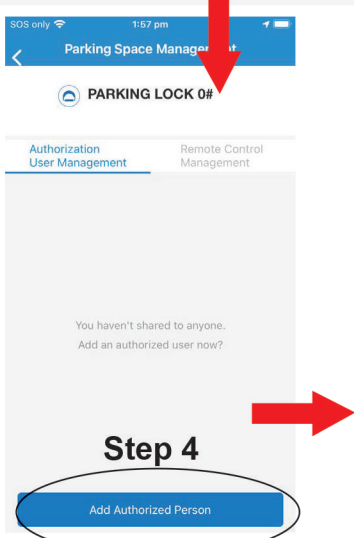 SOS only 1:57 pm
Parking Space Management
PARKING LOCK 0#
Authorization
User Management
Remote Control
Management
You haven't shared to anyone.
Add an authorized user now?
Step 4
Add Authorized Person